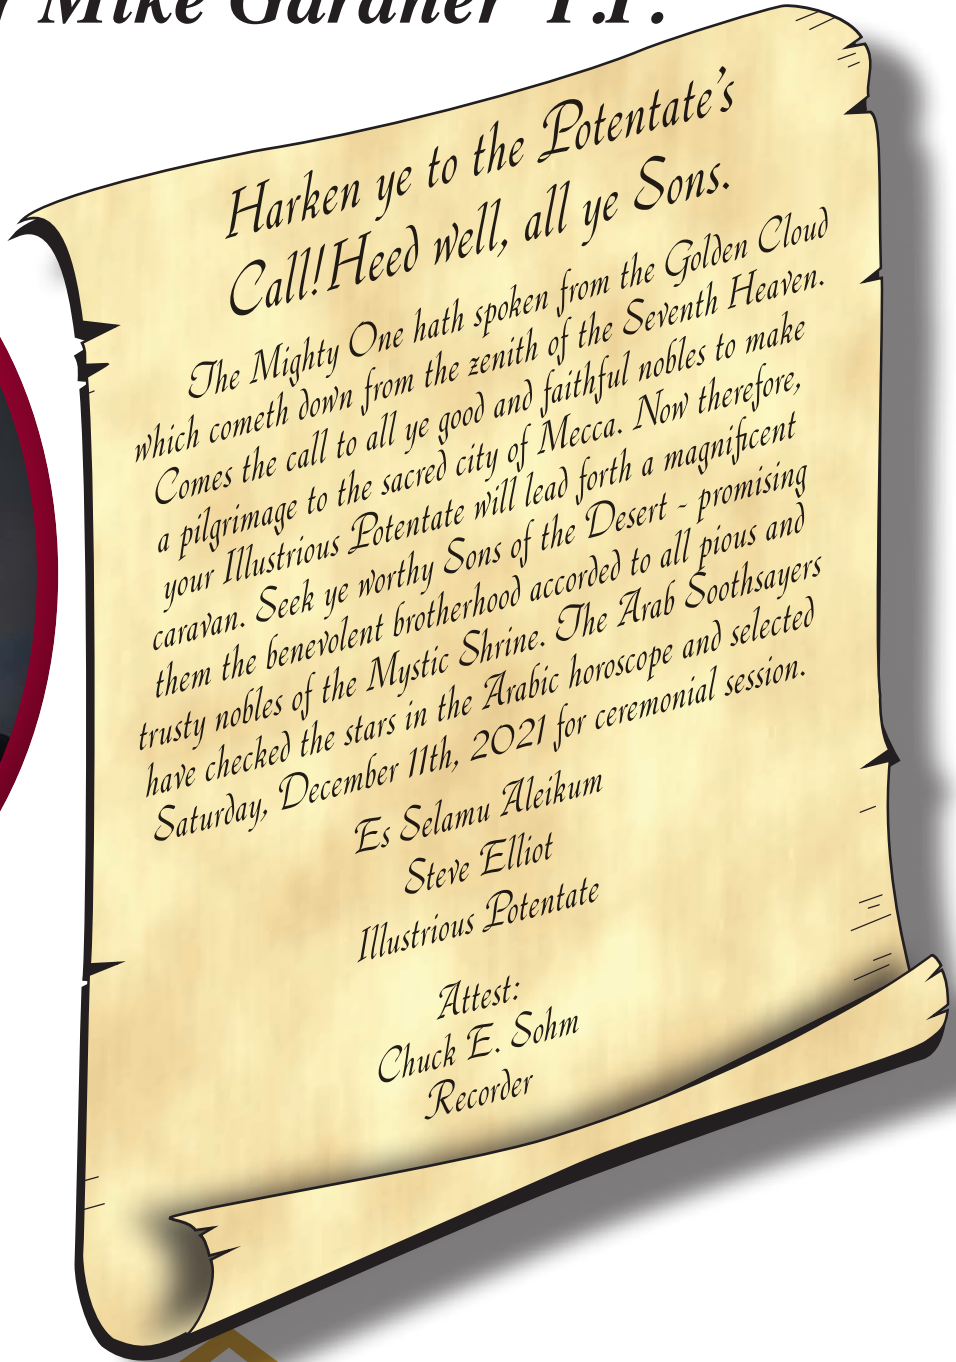 Mike Gardner P.P.
Harken ye to the Potentate's
Call!Heed well, all ye Sons.
The Mighty One hath spoken from the Golden Cloud
which cometh down from the zenith of the Seventh Heaven.
Comes the call to all ye good and faithful nobles to make
a pilgrimage to the sacred city of Mecca. Now therefore,
your Illustrious Potentate will lead forth a magnificent
caravan. Seek ye worthy Sons of the Desert - promising
them the benevolent brotherhood accorded to all pious and
trusty nobles of the Mystic Shrine. The Arab Soothsayers
have checked the stars in the Arabic horoscope and selected
Saturday, December 11th, 2021 for ceremonial session.
Es Selamu Aleikum
Steve Elliot
Illustrious Potentate
Attest:
Chuck E. Sohm
Recorder